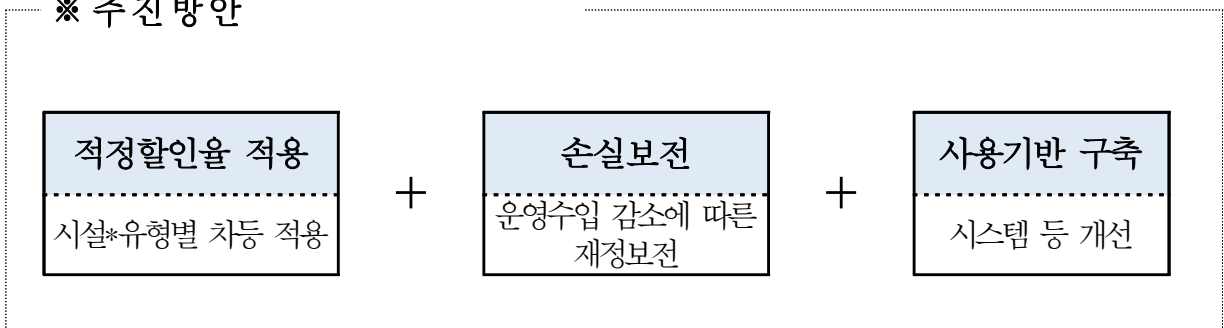 ※ 추진방안
적정할인율 적용
시설*유형별 차등 적용
+
손실보전
운영수입 감소에 따른
재정보전
+
사용기반 구축
시스템 등 개선